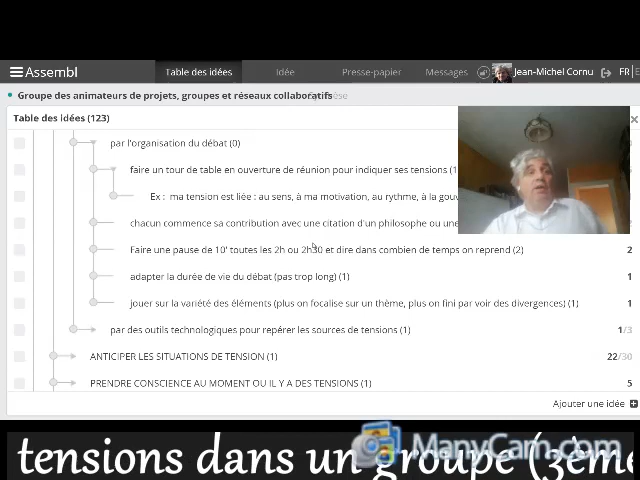 Assembl Table des idées Idée Presse-papier Messages Jean-Michel Cornu FR
Groupe des animateurs de projets, groupes et réseaux collaboratifs
Table des idées (123)
par l'organisation du débat (0)
faire un tour de table en ouverture de réunion pour indiquer ses tensions (1
Ex : ma tension est liée : au sens, à ma motivation, au rythme, à la gouv
chacun commence sa contribution avec une citation d'un philosophe ou une
Faire une pause de 10' toutes les 2h ou 2h30 et dire dans combien de temps on reprend (2) 2
adapter la durée de vie du débat (pas trop long) (1) 1
jouer sur la variété des éléments (plus on focalise sur un thème, plus on fini par voir des divergences) (1) 1
par des outils technologiques pour repérer les sources de tensions (1) 1/3
ANTICIPER LES SITUATIONS DE TENSION (1) 22/30
PRENDRE CONSCIENCE AU MOMENT OU IL Y A DES TENSIONS (1) 5
Ajouter une idée
tensions dans un groupe (3ème
ManyCam.com